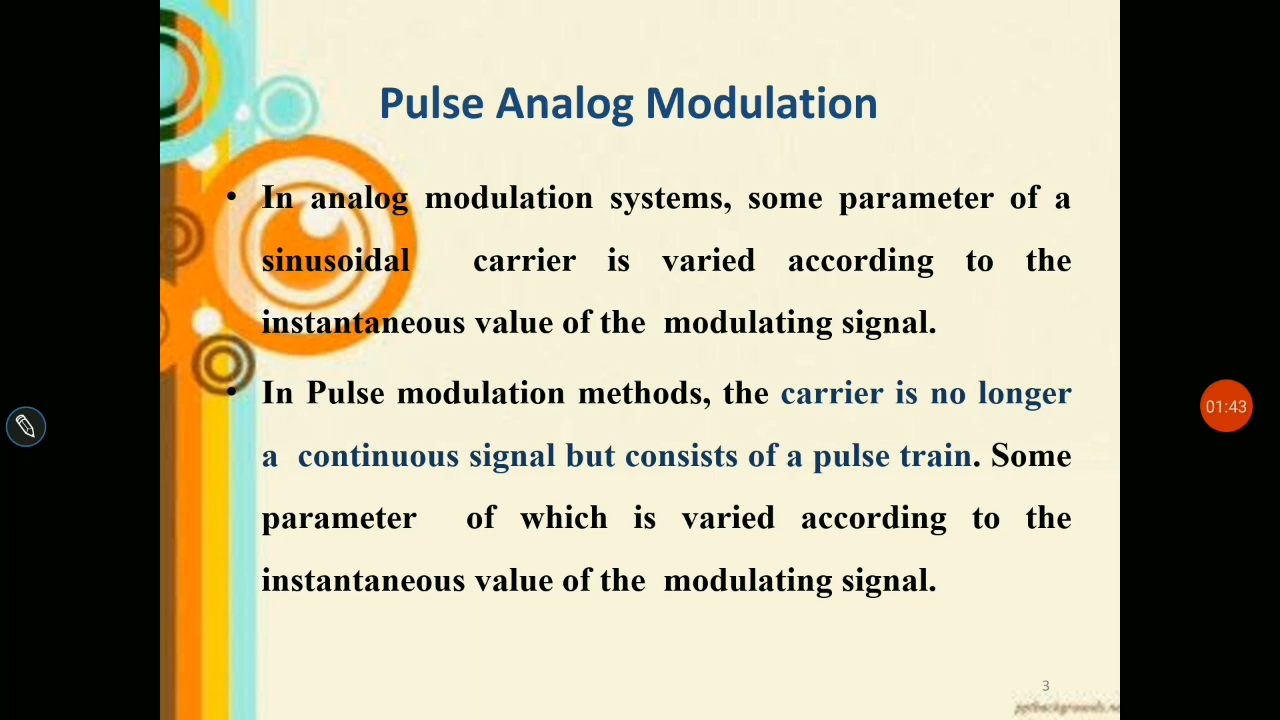 Pulse Analog Modulation
• In analog modulation systems, some parameter of a
sinusoidal carrier is varied according to the
instantaneous value of the modulating signal.
• In Pulse modulation methods, the carrier is no longer
a continuous signal but consists of a pulse train. Some
parameter of which is varied according to the
instantaneous value of the modulating signal.
01:43
3